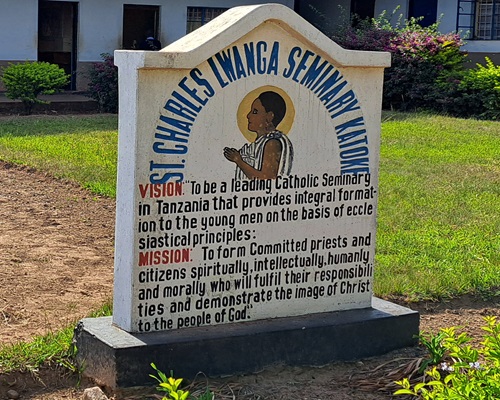 ST. CHARLES LWANGA SEMINARY KATOKE
VISION: "To be a leading Catholic Seminary
in Tanzania that provides integral format-
ion to the young men on the basis of eccle
siastical principles:
MISSION: "To form Committed priests and
citizens spiritually, intellectually, humanly
and morally who will fulfil their responsibili
ties and demonstrate the image of Christ
to the people of God."